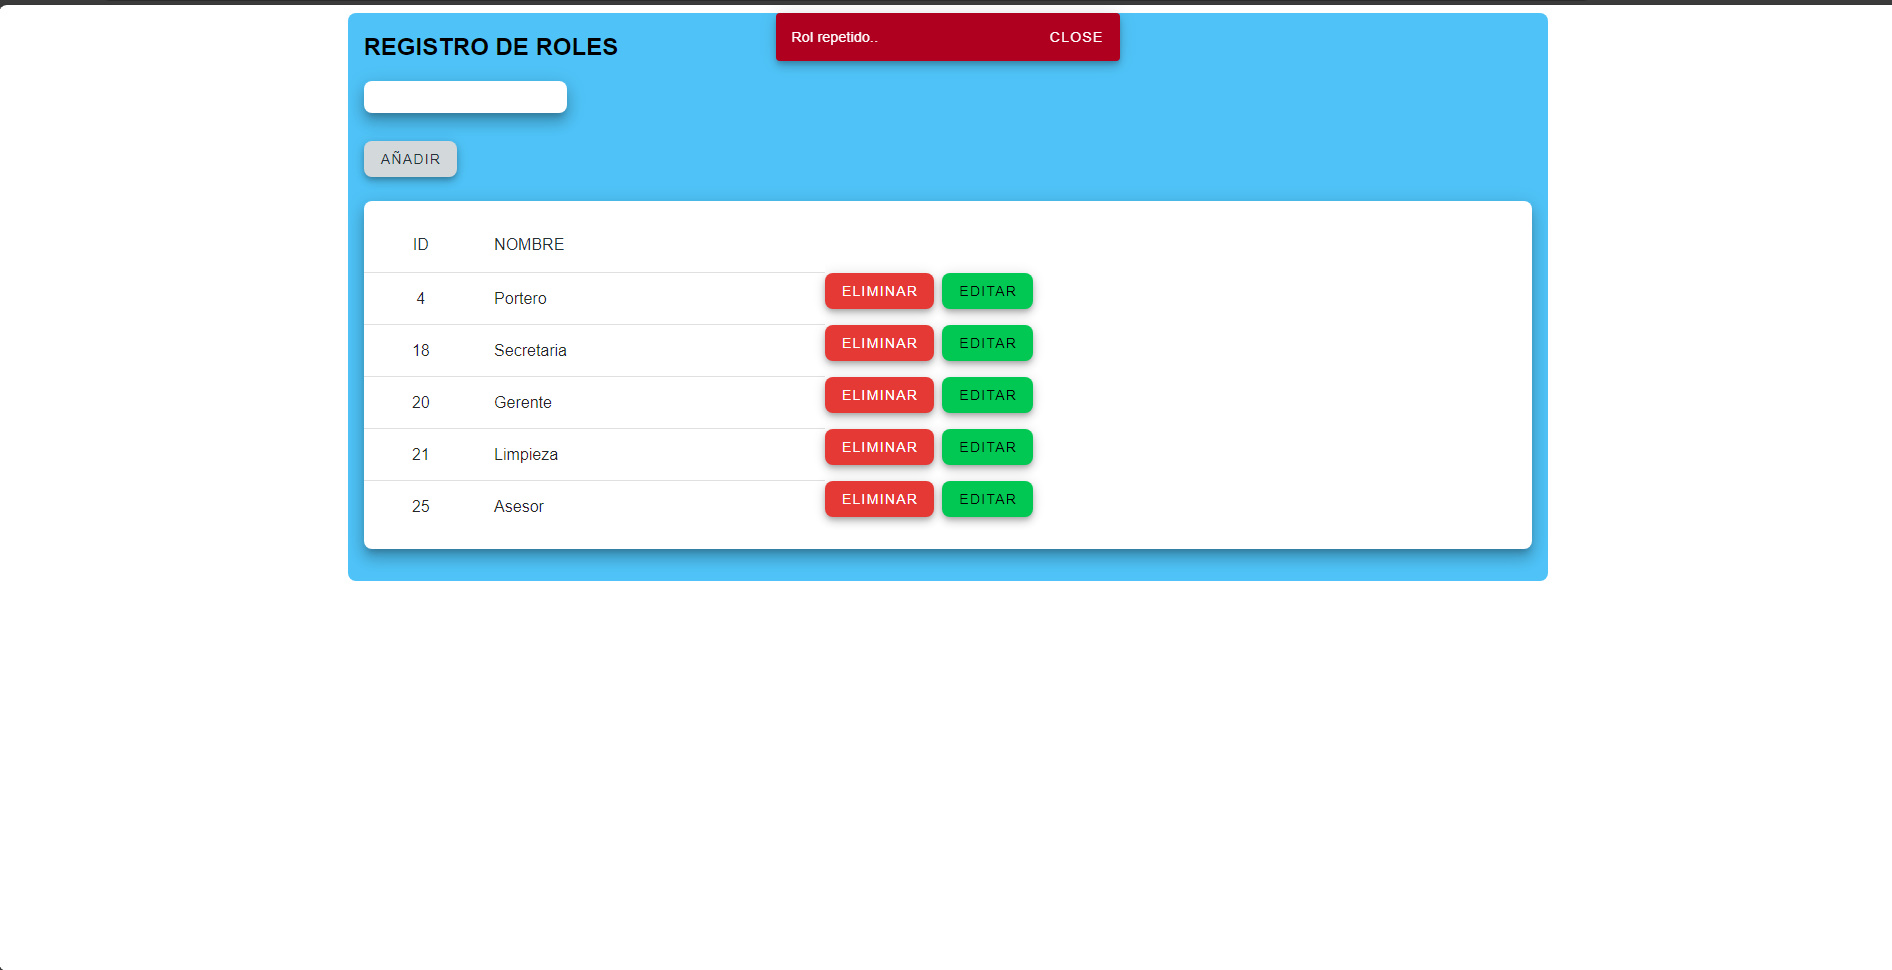 REGISTRO DE ROLES
Rol repetido.. CLOSE
AÑADIR
ID NOMBRE
4 Portero ELIMINAR EDITAR
18 Secretaria ELIMINAR EDITAR
20 Gerente ELIMINAR EDITAR
21 Limpieza ELIMINAR EDITAR
25 Asesor ELIMINAR EDITAR